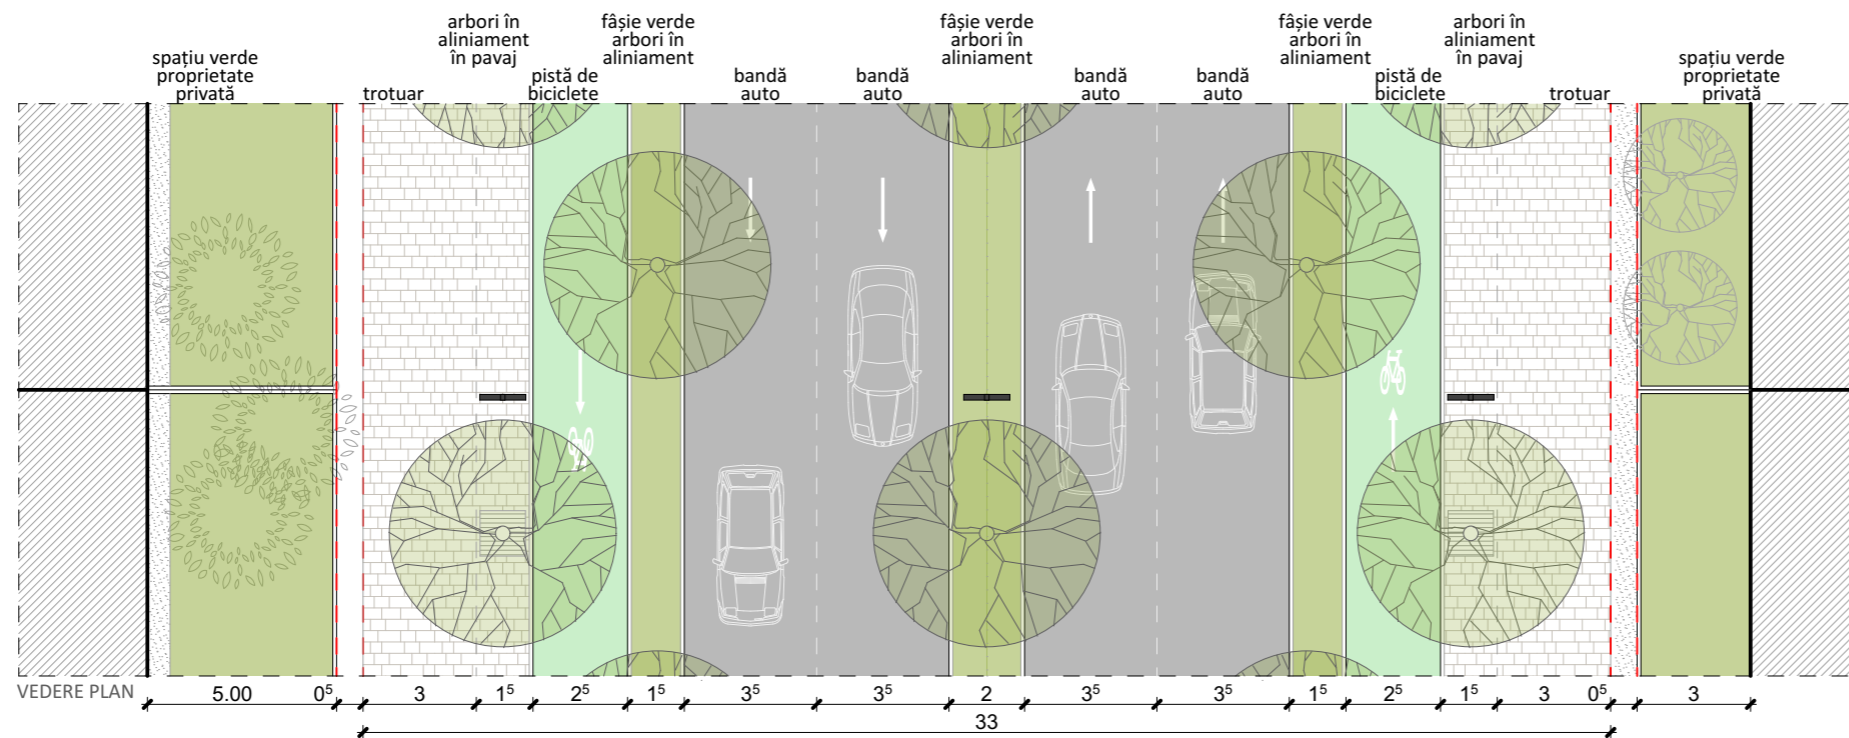 spațiu verde
proprietate
privată
trotuar
arbori în
aliniament
în pavaj
pistă de
biciclete
fâșie verde
arbori în
aliniament
bandă
auto
bandă
auto
fâșie verde
arbori în
aliniament
bandă
auto
bandă
auto
fâșie verde
arbori în
aliniament
pistă de
biciclete
arbori în
aliniament
în pavaj
trotuar
spațiu verde
proprietate
privată
VEDERE PLAN
5.00 0⁵ 3 1⁵ 2⁵ 1⁵ 3⁵ 3⁵ 2 3⁵ 3⁵ 1⁵ 2⁵ 1⁵ 3 0⁵ 3
33